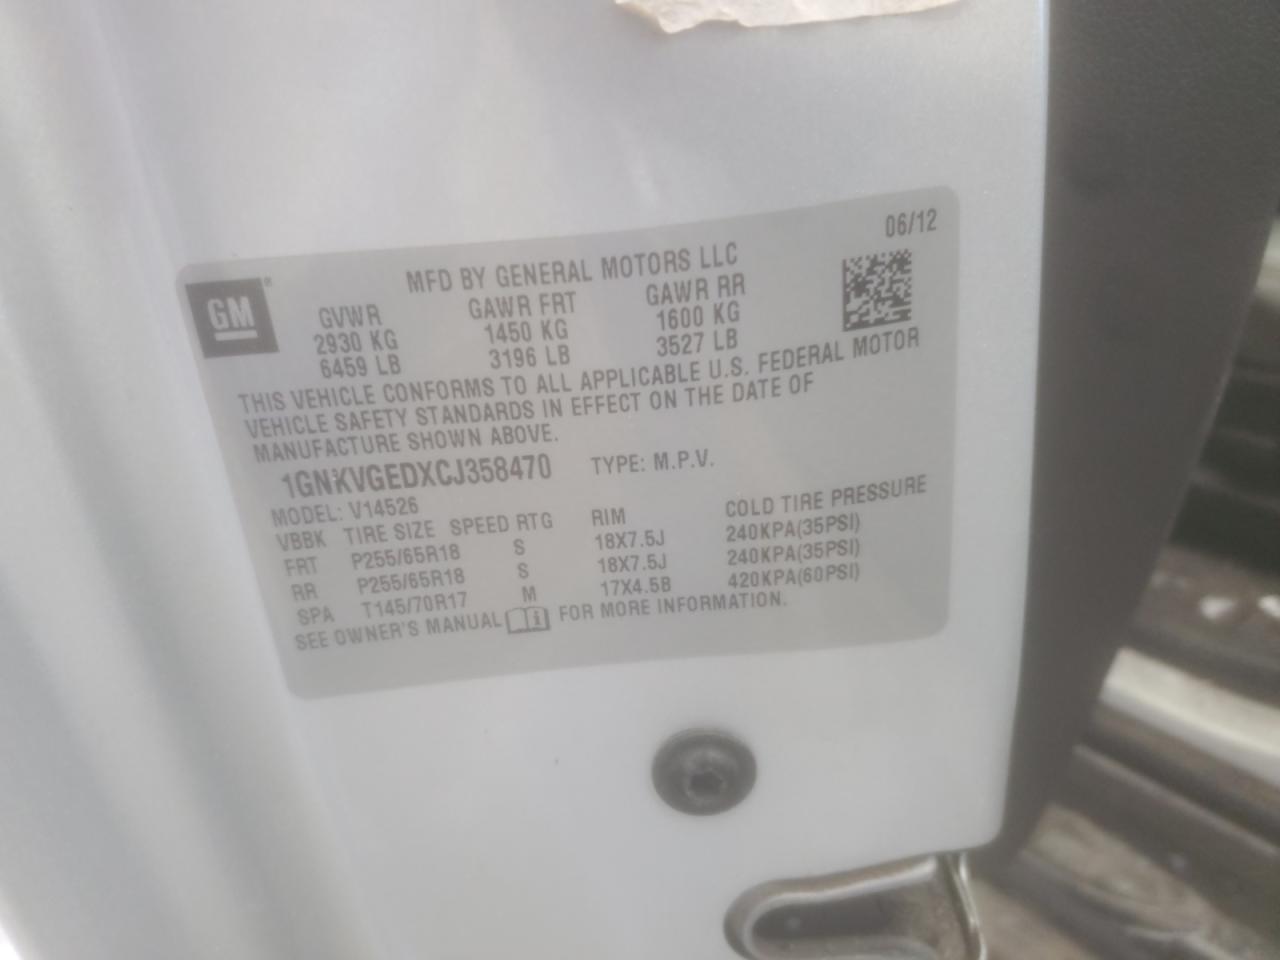 06/12
GM®
MFD BY GENERAL MOTORS LLC
GVWR GAWR FRT GAWR RR
2930 KG 1450 KG 1600 KG
6459 LB 3196 LB 3527 LB
THIS VEHICLE CONFORMS TO ALL APPLICABLE U.S. FEDERAL MOTOR
VEHICLE SAFETY STANDARDS IN EFFECT ON THE DATE OF
MANUFACTURE SHOWN ABOVE.
1GNKVGEDXCJ358470 TYPE: M.P.V.
MODEL: V14526
VBBK TIRE SIZE SPEED RTG RIM COLD TIRE PRESSURE
FRT P255/65R18 S 18X7.5J 240KPA(35PSI)
RR P255/65R18 S 18X7.5J 240KPA(35PSI)
SPA T145/70R17 M 17X4.5B 420KPA(60PSI)
SEE OWNER'S MANUAL i FOR MORE INFORMATION.